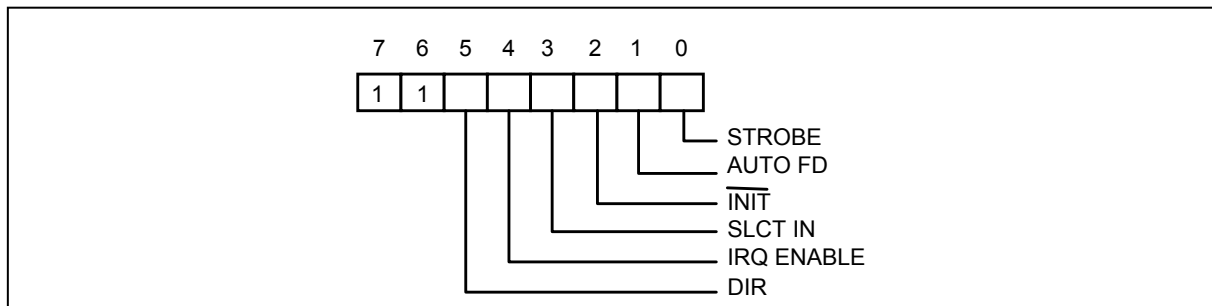 7 6 5 4 3 2 1 0
1 1
STROBE
AUTO FD
INIT
SLCT IN
IRQ ENABLE
DIR